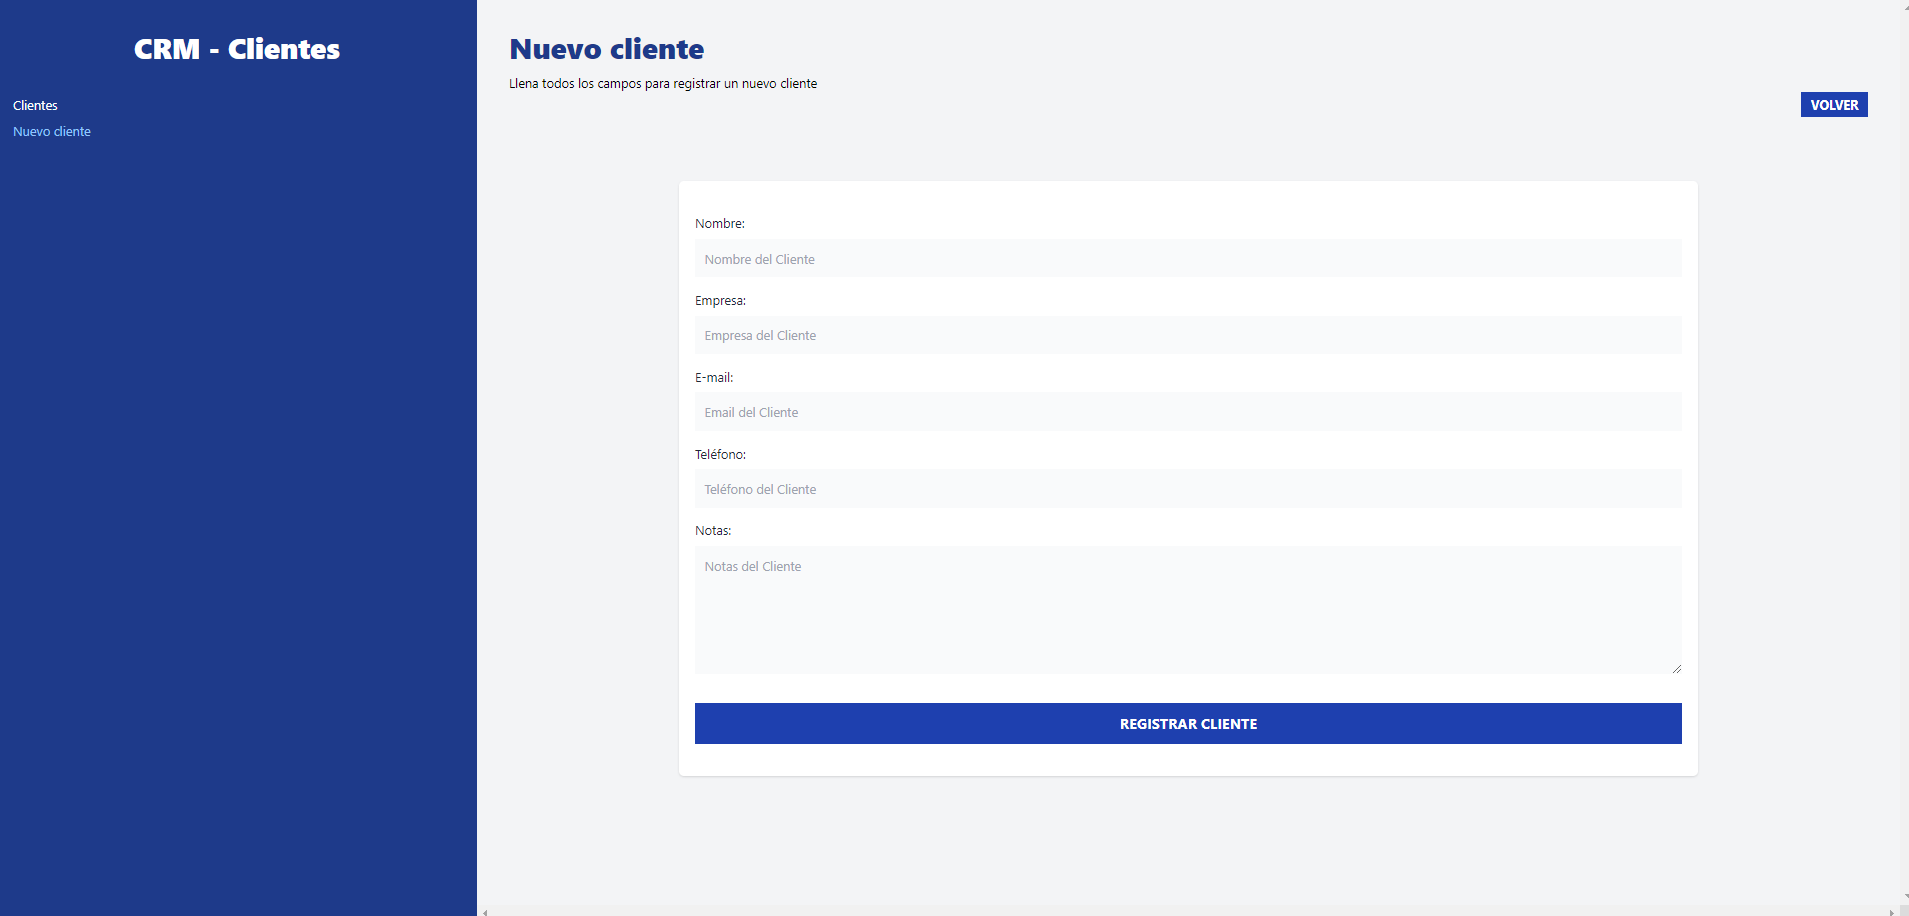 CRM - Clientes
Clientes
Nuevo cliente
Nuevo cliente
Llena todos los campos para registrar un nuevo cliente
VOLVER
Nombre:
Nombre del Cliente
Empresa:
Empresa del Cliente
E-mail:
Email del Cliente
Teléfono:
Teléfono del Cliente
Notas:
Notas del Cliente
REGISTRAR CLIENTE